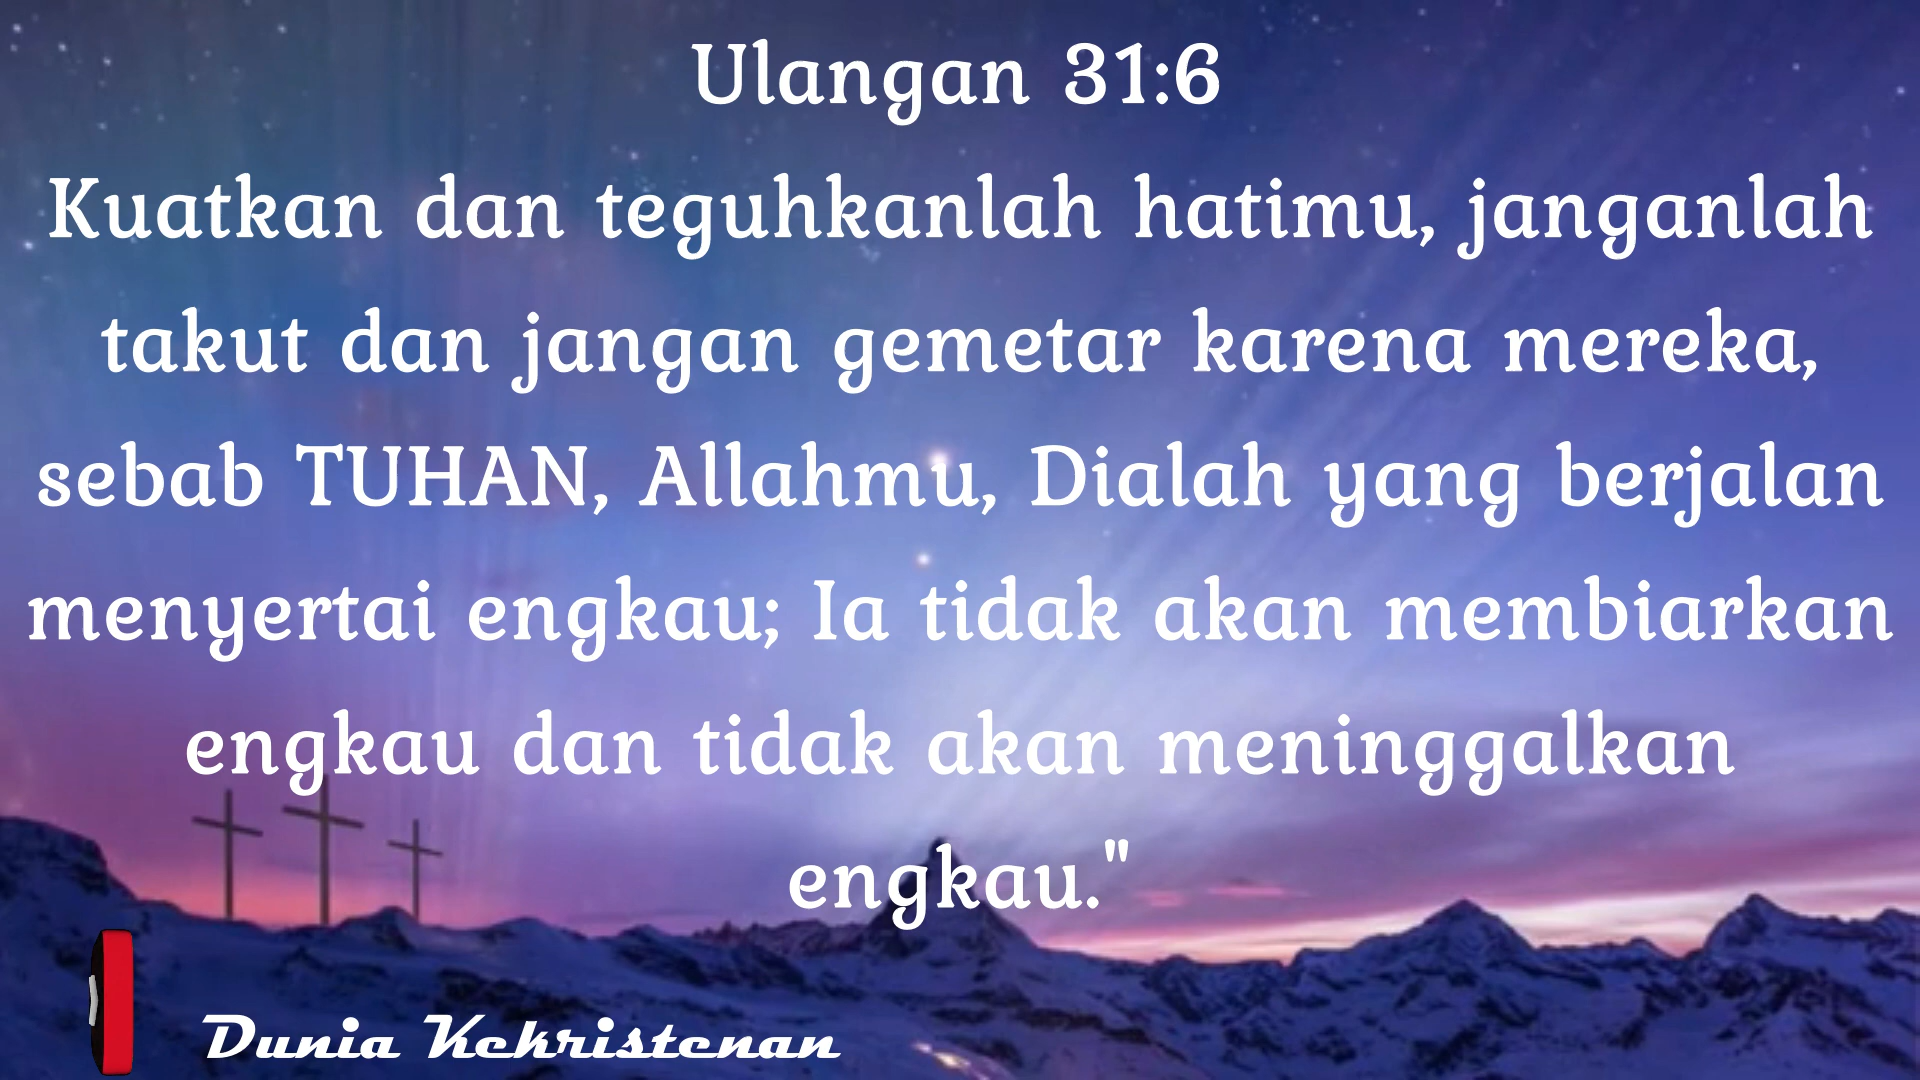 Ulangan 31:6
Kuatkan dan teguhkanlah hatimu, janganlah
takut dan jangan gemetar karena mereka,
sebab TUHAN, Allahmu, Dialah yang berjalan
menyertai engkau; Ia tidak akan membiarkan
engkau dan tidak akan meninggalkan
engkau."
Dunia Kekristenan